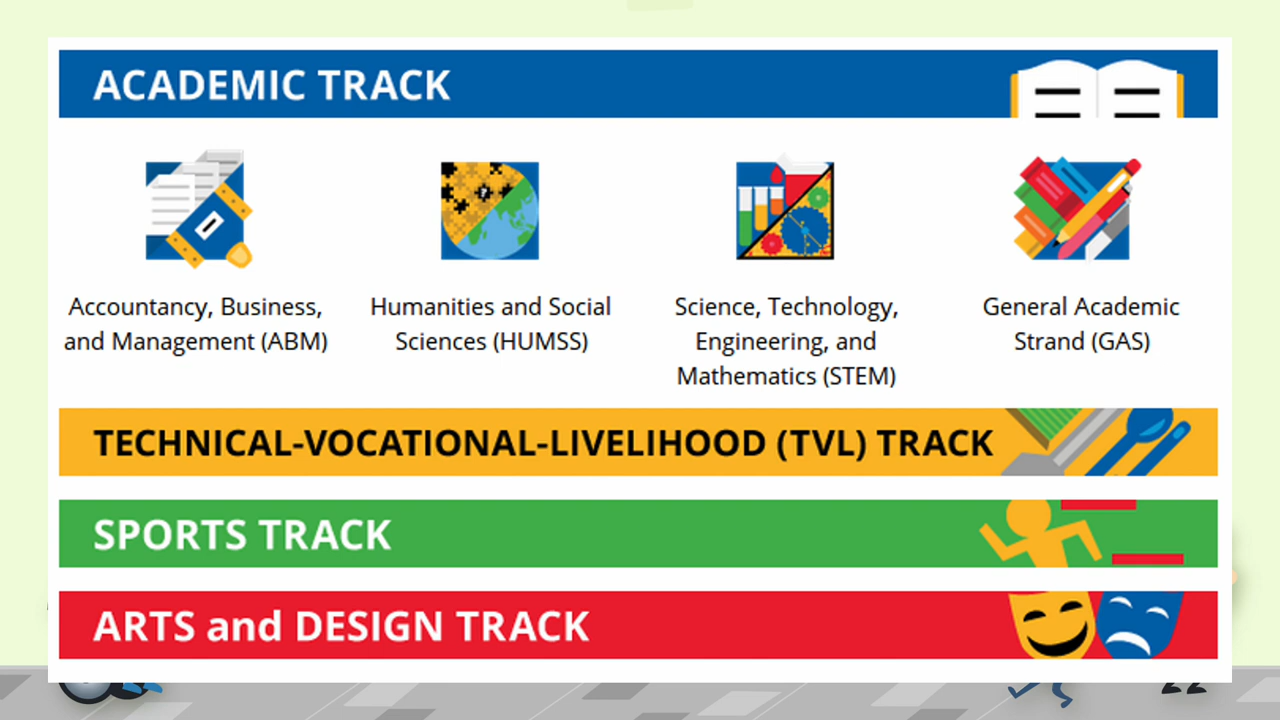 ACADEMIC TRACK
Accountancy, Business,
and Management (ABM)
Humanities and Social
Sciences (HUMSS)
Science, Technology,
Engineering, and
Mathematics (STEM)
General Academic
Strand (GAS)
TECHNICAL-VOCATIONAL-LIVELIHOOD (TVL) TRACK
SPORTS TRACK
ARTS and DESIGN TRACK